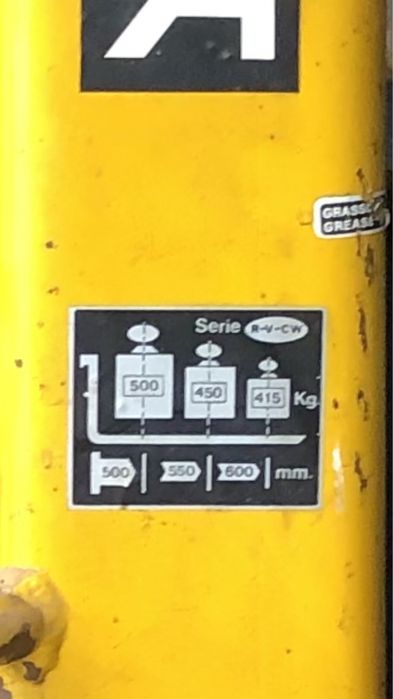 A
GRASSO
GREASE
Serie R-V-CW
500 450 415 Kg.
500 550 600 mm.